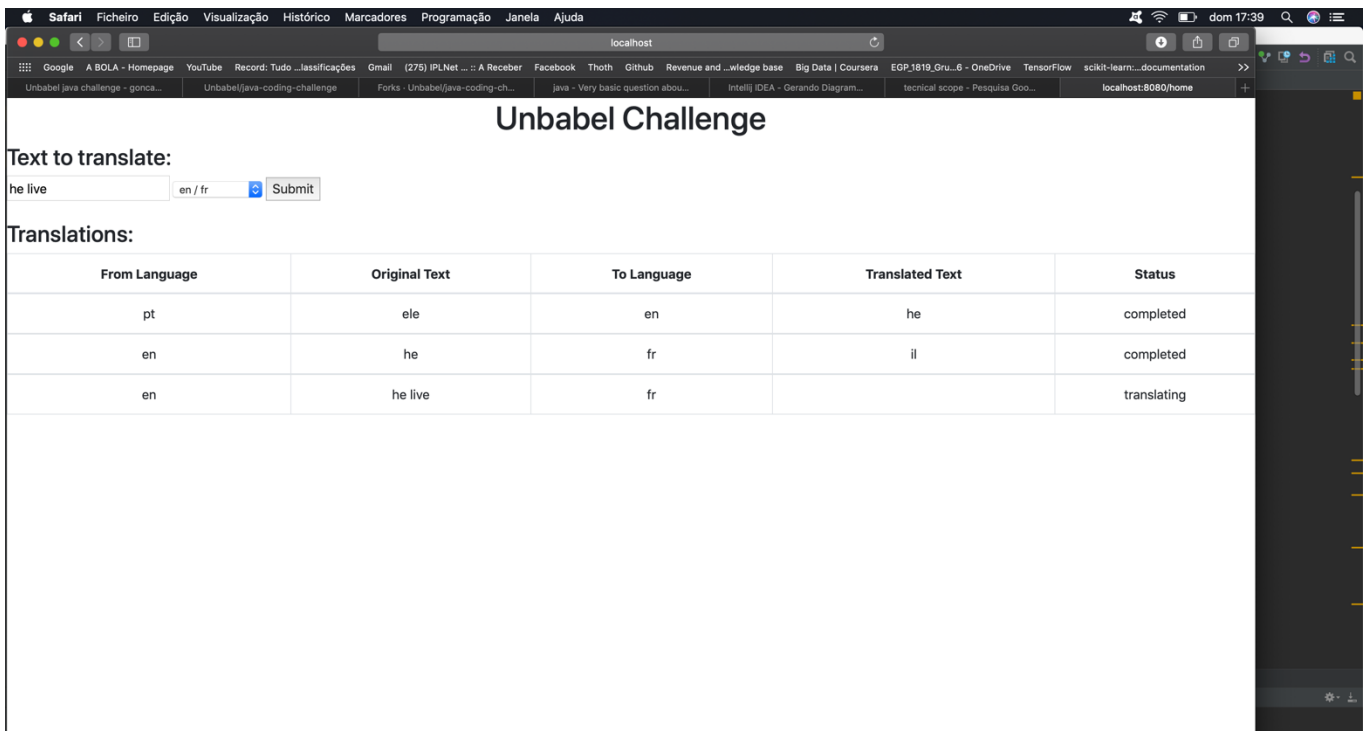 Safari Ficheiro Edição Visualização Histórico Marcadores Programação Janela Ajuda dom 17:39
localhost
Google A BOLA - Homepage YouTube Record: Tudo ...lassificações Gmail (275) IPLNet ... :: A Receber Facebook Thoth Github Revenue and ...wledge base Big Data | Coursera EGP_1819_Gru...6 - OneDrive TensorFlow scikit-learn:...documentation >>
Unbabel java challenge - gonca... Unbabel/java-coding-challenge Forks · Unbabel/java-coding-ch... java - Very basic question abou... Intellij IDEA - Gerando Diagram... tecnical scope - Pesquisa Goo... localhost:8080/home +
Unbabel Challenge
Text to translate:
he live en / fr Submit
Translations:
From Language Original Text To Language Translated Text Status
pt ele en he completed
en he fr il completed
en he live fr translating